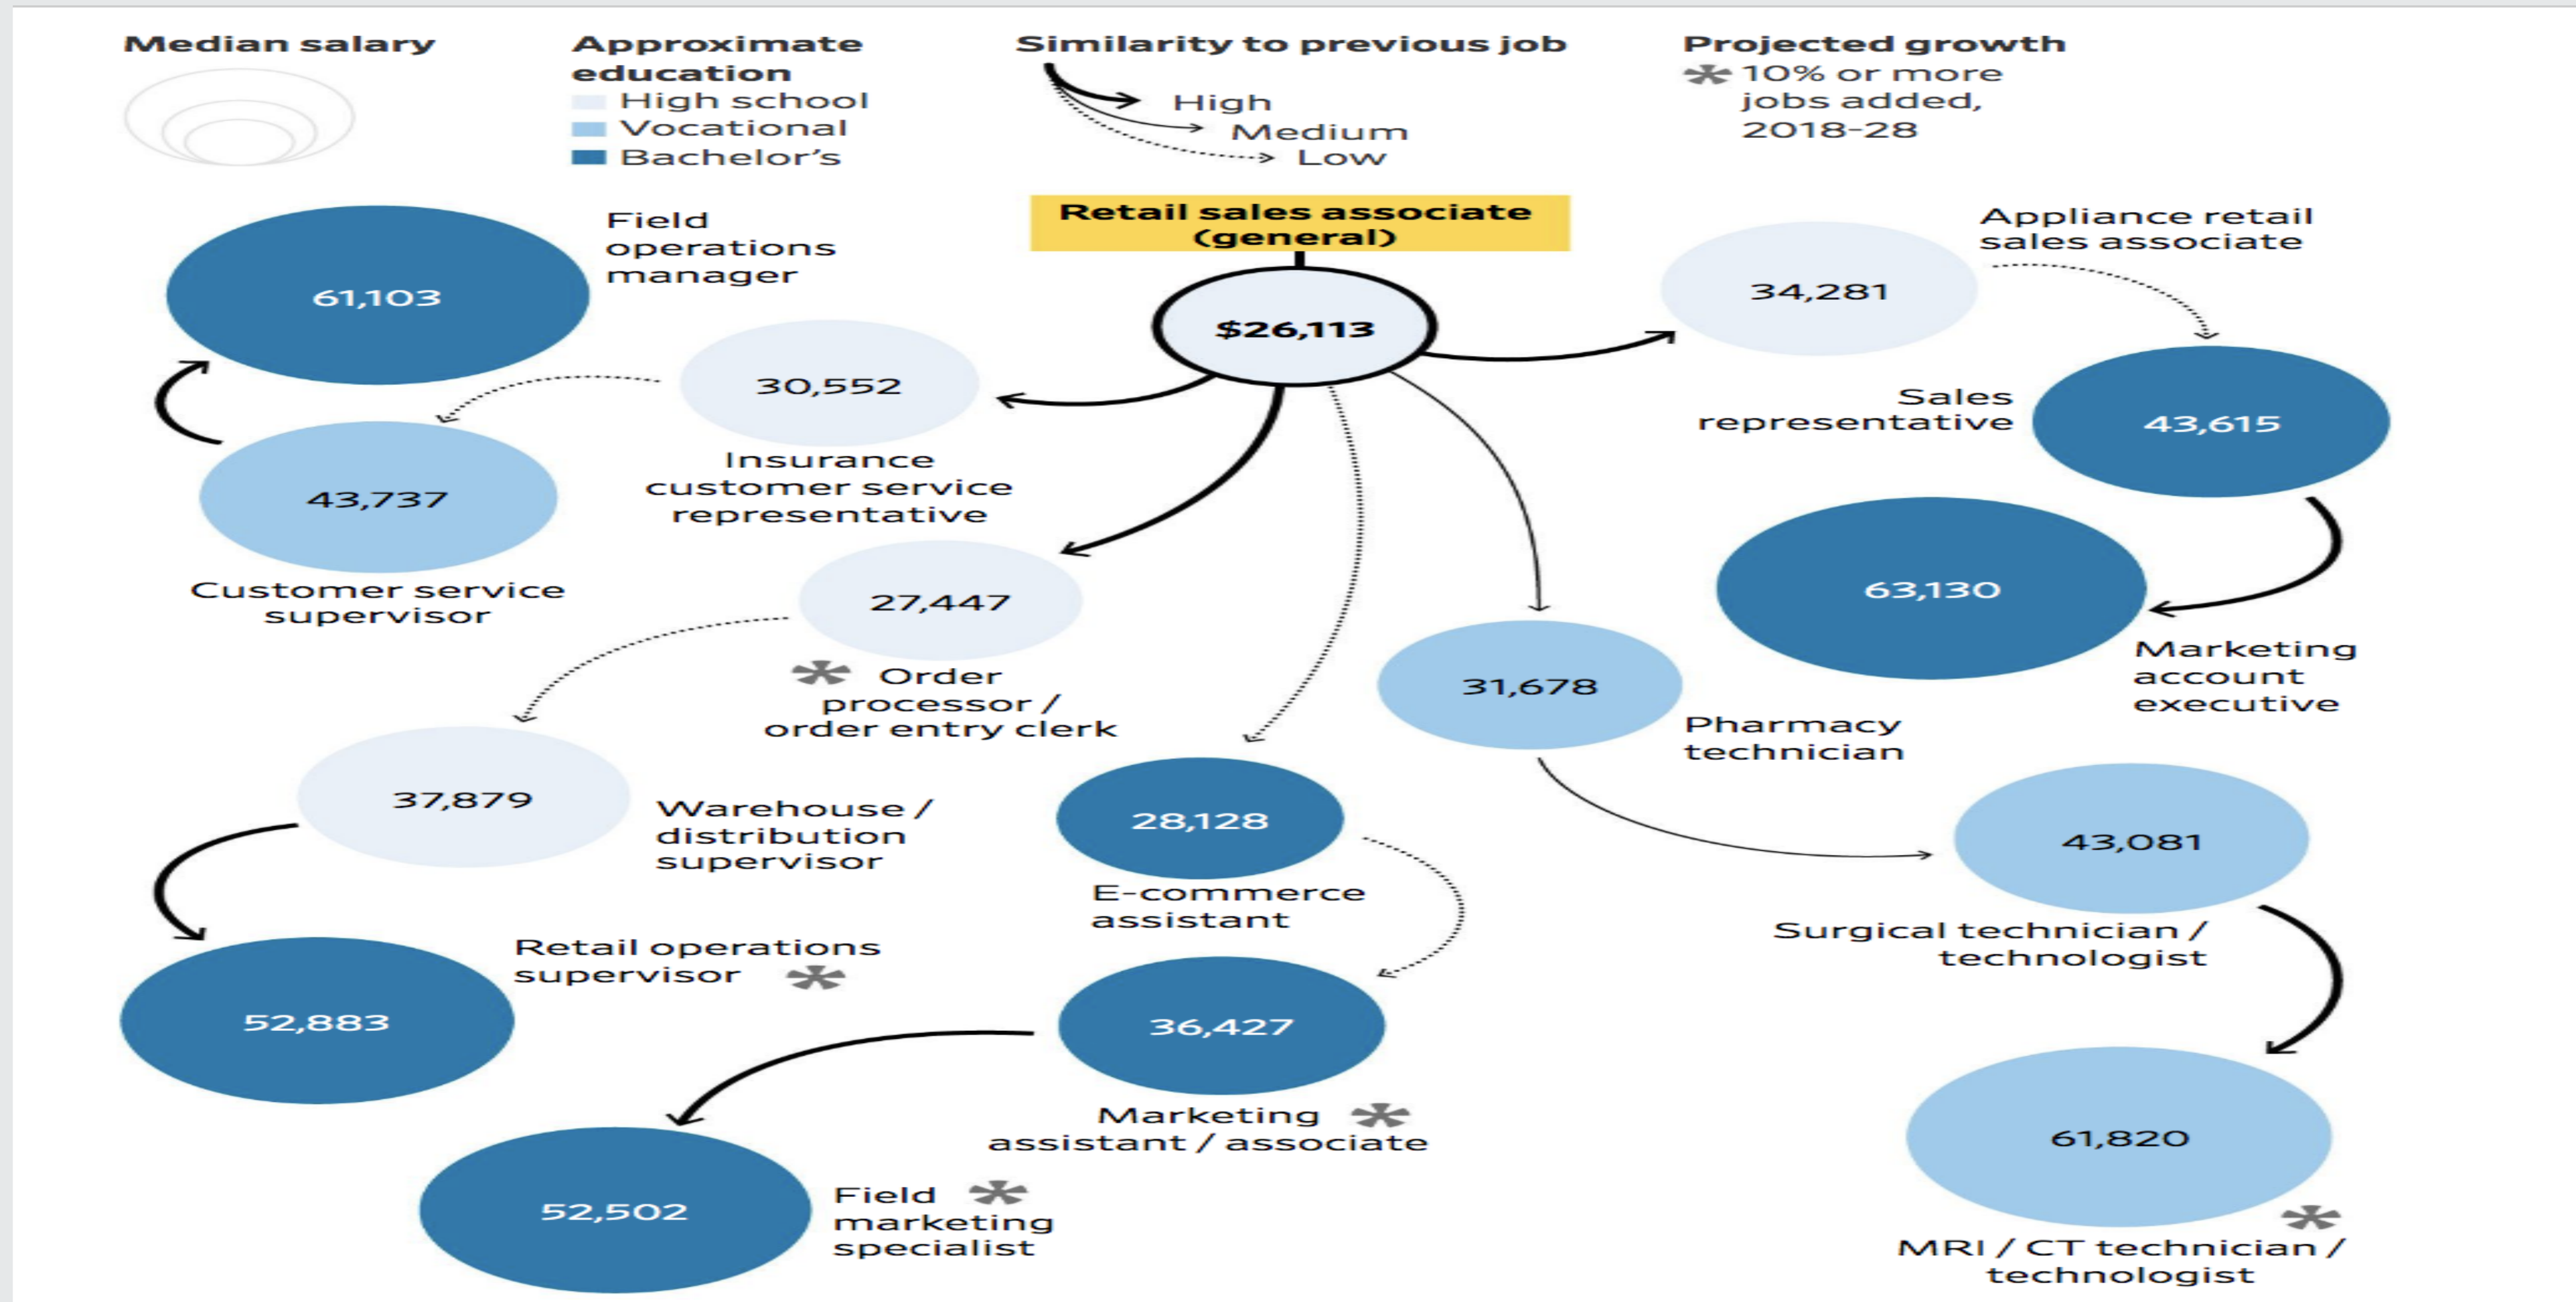 Median salary
Approximate
education
High school
Vocational
Bachelor's
Similarity to previous job
High
Medium
Low
Projected growth
10% or more
jobs added,
2018-28
Retail sales associate
(general)
$26,113
61,103
Field
operations
manager
30,552
Insurance
customer service
representative
43,737
Customer service
supervisor
34,281
Appliance retail
sales associate
Sales
representative
43,615
63,130
Marketing
account
executive
27,447
* Order
processor /
order entry clerk
37,879
Warehouse /
distribution
supervisor
52,883
Retail operations
supervisor *
28,128
E-commerce
assistant
36,427
Marketing *
assistant / associate
52,502
Field *
marketing
specialist
31,678
Pharmacy
technician
43,081
Surgical technician /
technologist
61,820
*
MRI / CT technician /
technologist